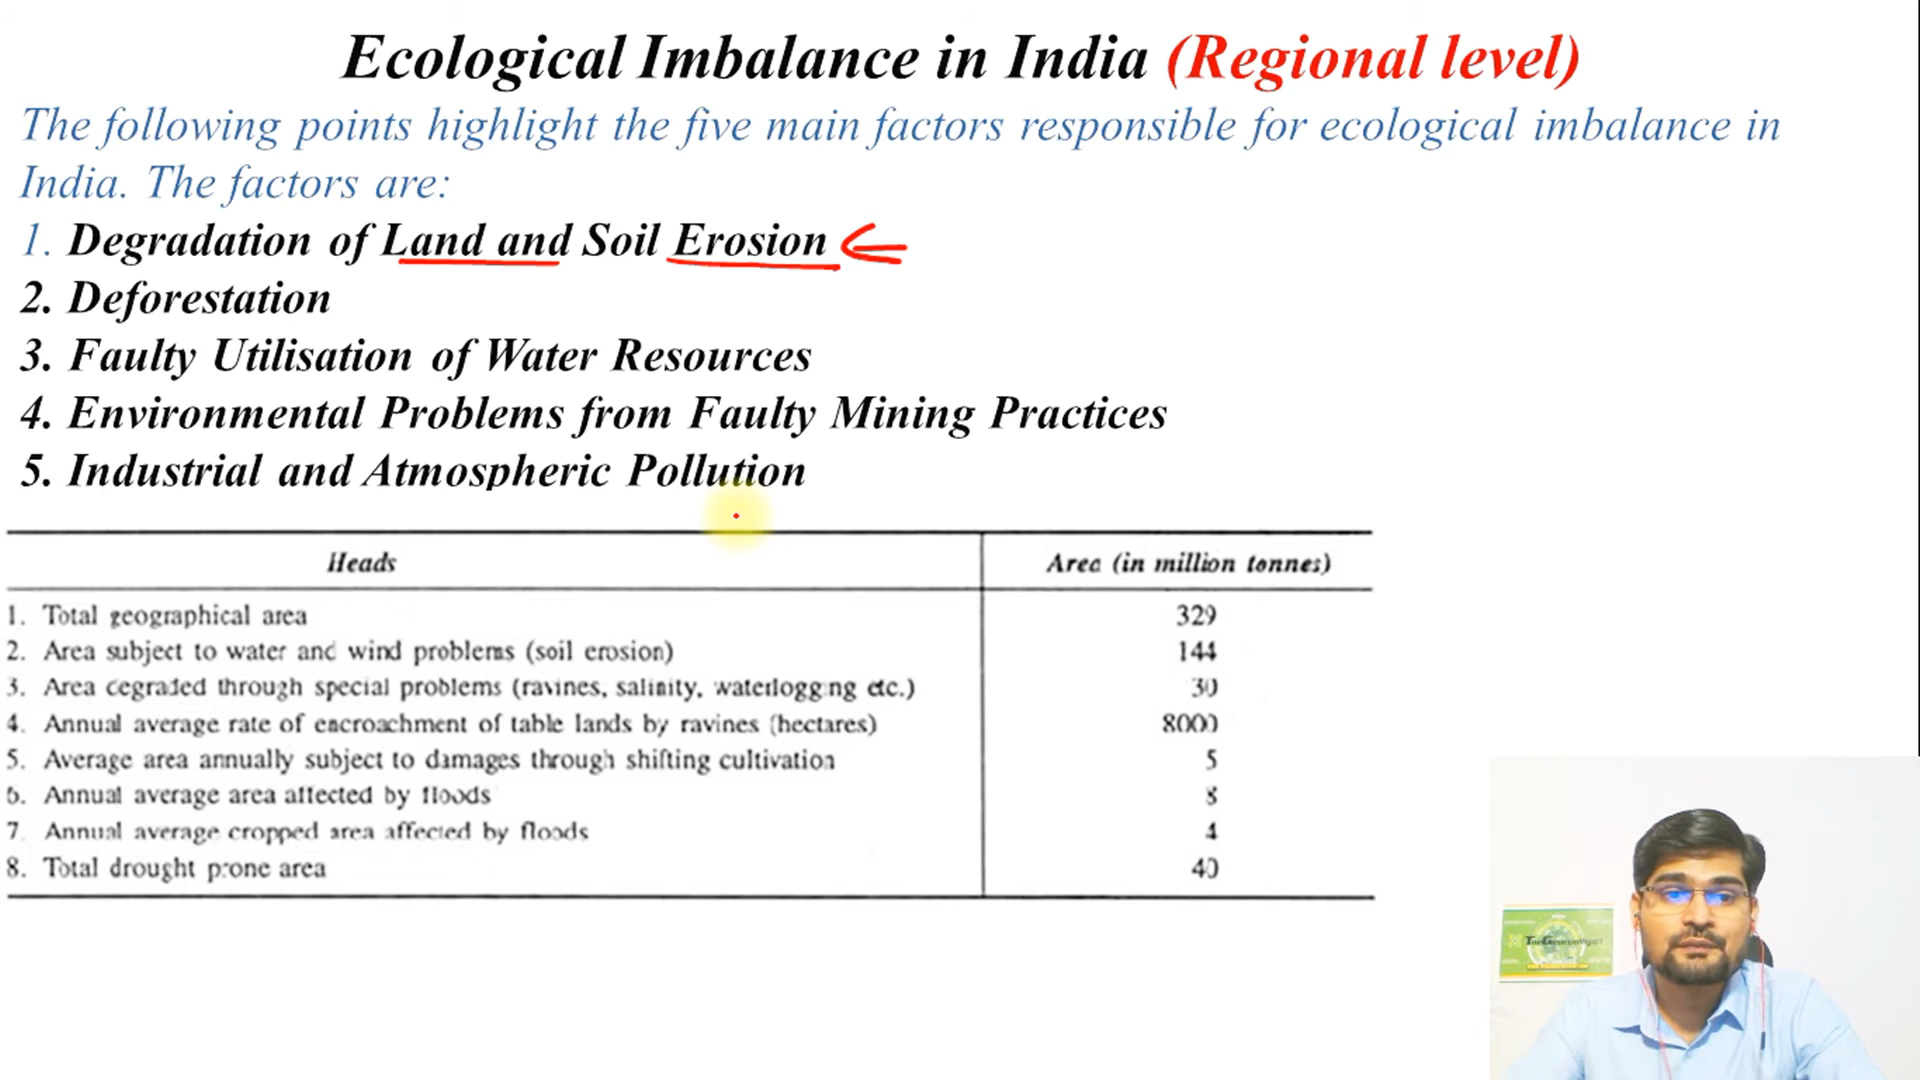 Ecological Imbalance in India (Regional level)
The following points highlight the five main factors responsible for ecological imbalance in
India. The factors are:
1. Degradation of Land and Soil Erosion
2. Deforestation
3. Faulty Utilisation of Water Resources
4. Environmental Problems from Faulty Mining Practices
5. Industrial and Atmospheric Pollution
Heads Area (in million tonnes)
1. Total geographical area 329
2. Area subject to water and wind problems (soil erosion) 144
3. Area degraded through special problems (ravines, salinity, waterlogging etc.) 30
4. Annual average rate of encroachment of table lands by ravines (hectares) 8000
5. Average area annually subject to damages through shifting cultivation 5
6. Annual average area affected by floods 8
7. Annual average cropped area affected by floods 4
8. Total drought prone area 40